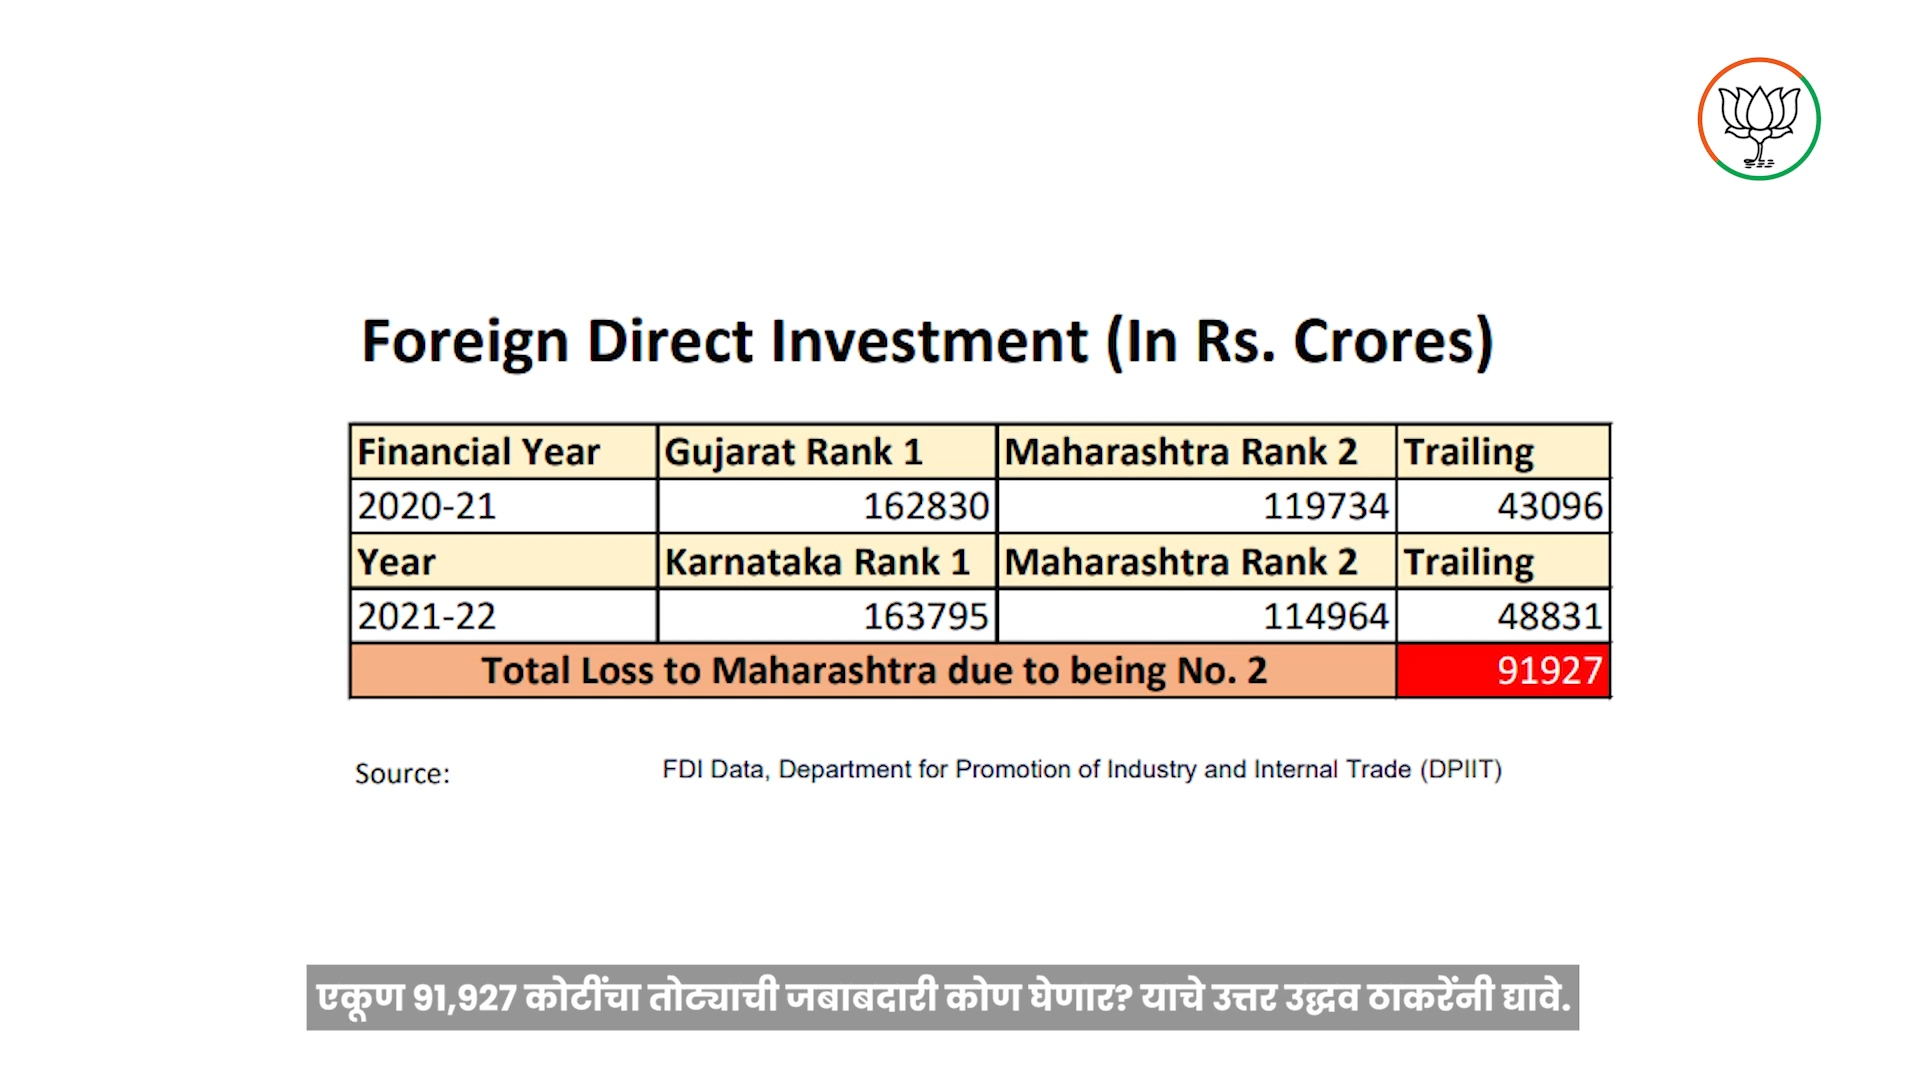 Foreign Direct Investment (In Rs. Crores)
Financial Year Gujarat Rank 1 Maharashtra Rank 2 Trailing
2020-21 162830 119734 43096
Year Karnataka Rank 1 Maharashtra Rank 2 Trailing
2021-22 163795 114964 48831
Total Loss to Maharashtra due to being No. 2 91927
Source: FDI Data, Department for Promotion of Industry and Internal Trade (DPIIT)
एकूण 91,927 कोटींचा तोट्याची जबाबदारी कोण घेणार? याचे उत्तर उद्धव ठाकरेंनी द्यावे.